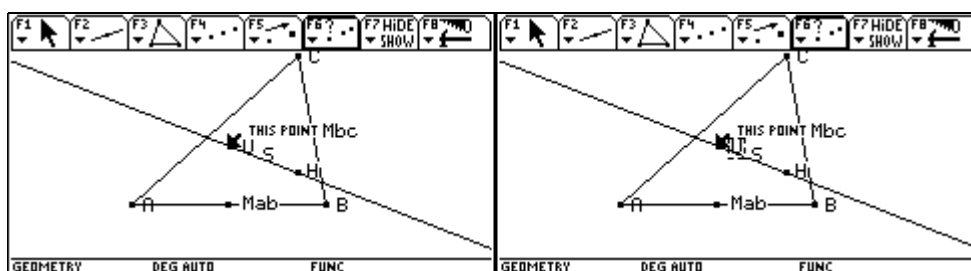 F1 F2 F3 F4 F5 F6 ? F7 HiDE SHOW F8
C
THIS POINT Mbc
U S
H
A Mab B
GEOMETRY DEG AUTO FUNC
F1 F2 F3 F4 F5 F6 ? F7 HiDE SHOW F8
C
THIS POINT Mbc
U S
H
A Mab B
GEOMETRY DEG AUTO FUNC